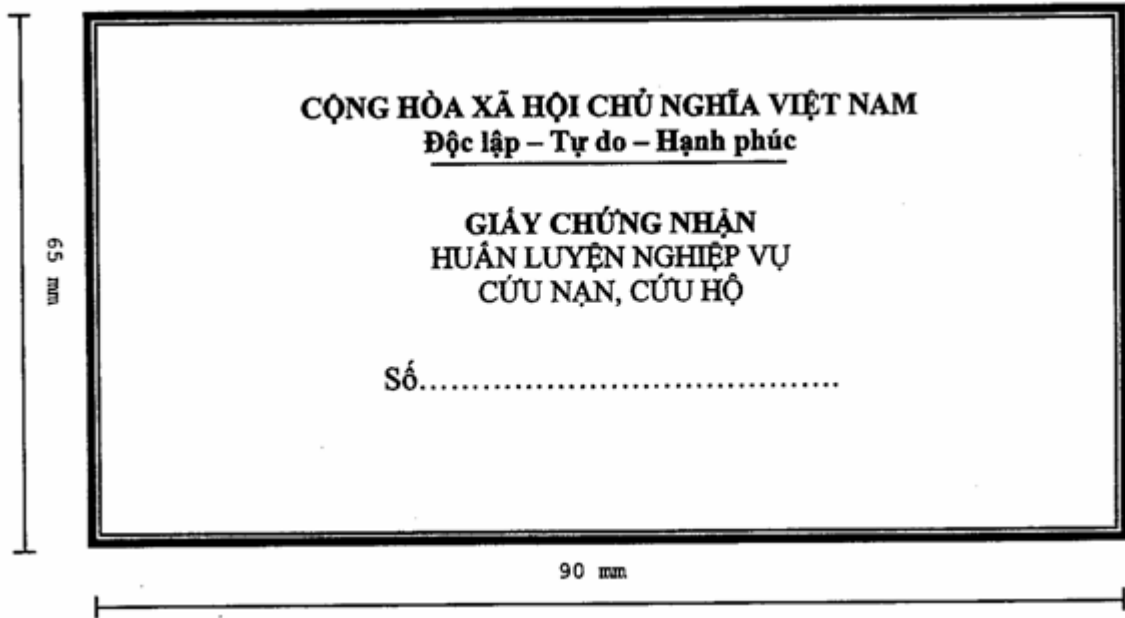 CỘNG HÒA XÃ HỘI CHỦ NGHĨA VIỆT NAM
Độc lập – Tự do – Hạnh phúc
GIẤY CHỨNG NHẬN
HUẤN LUYỆN NGHIỆP VỤ
CỨU NẠN, CỨU HỘ
Số.......................................
65 mm
90 mm